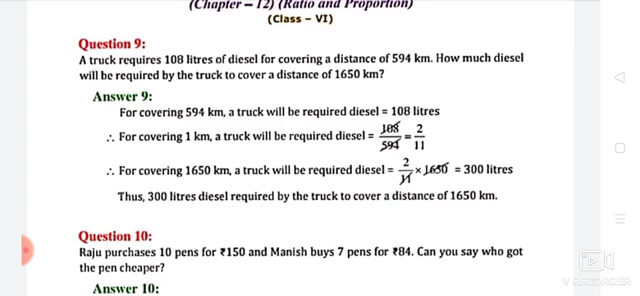 (Chapter – 12) (Ratio and Proportion)
(Class – VI)
Question 9:
A truck requires 108 litres of diesel for covering a distance of 594 km. How much diesel
will be required by the truck to cover a distance of 1650 km?
Answer 9:
For covering 594 km, a truck will be required diesel = 108 litres
∴ For covering 1 km, a truck will be required diesel = 108/594 = 2/11
∴ For covering 1650 km, a truck will be required diesel = 2/11 × 1650 = 300 litres
Thus, 300 litres diesel required by the truck to cover a distance of 1650 km.
Question 10:
Raju purchases 10 pens for ₹150 and Manish buys 7 pens for ₹84. Can you say who got
the pen cheaper?
Answer 10:
V RECORDER